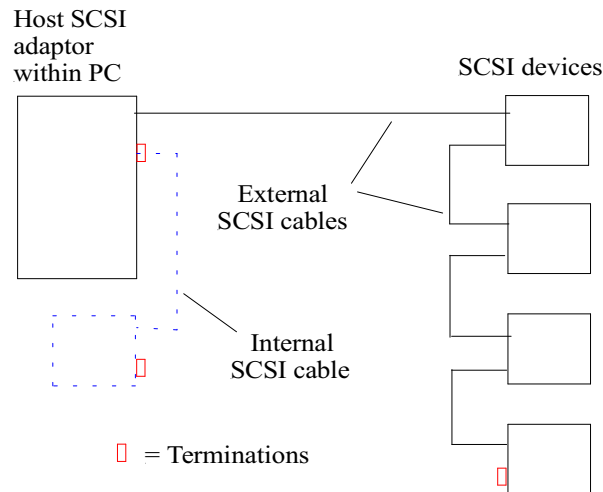 Host SCSI
adaptor
within PC
SCSI devices
External
SCSI cables
Internal
SCSI cable
= Terminations